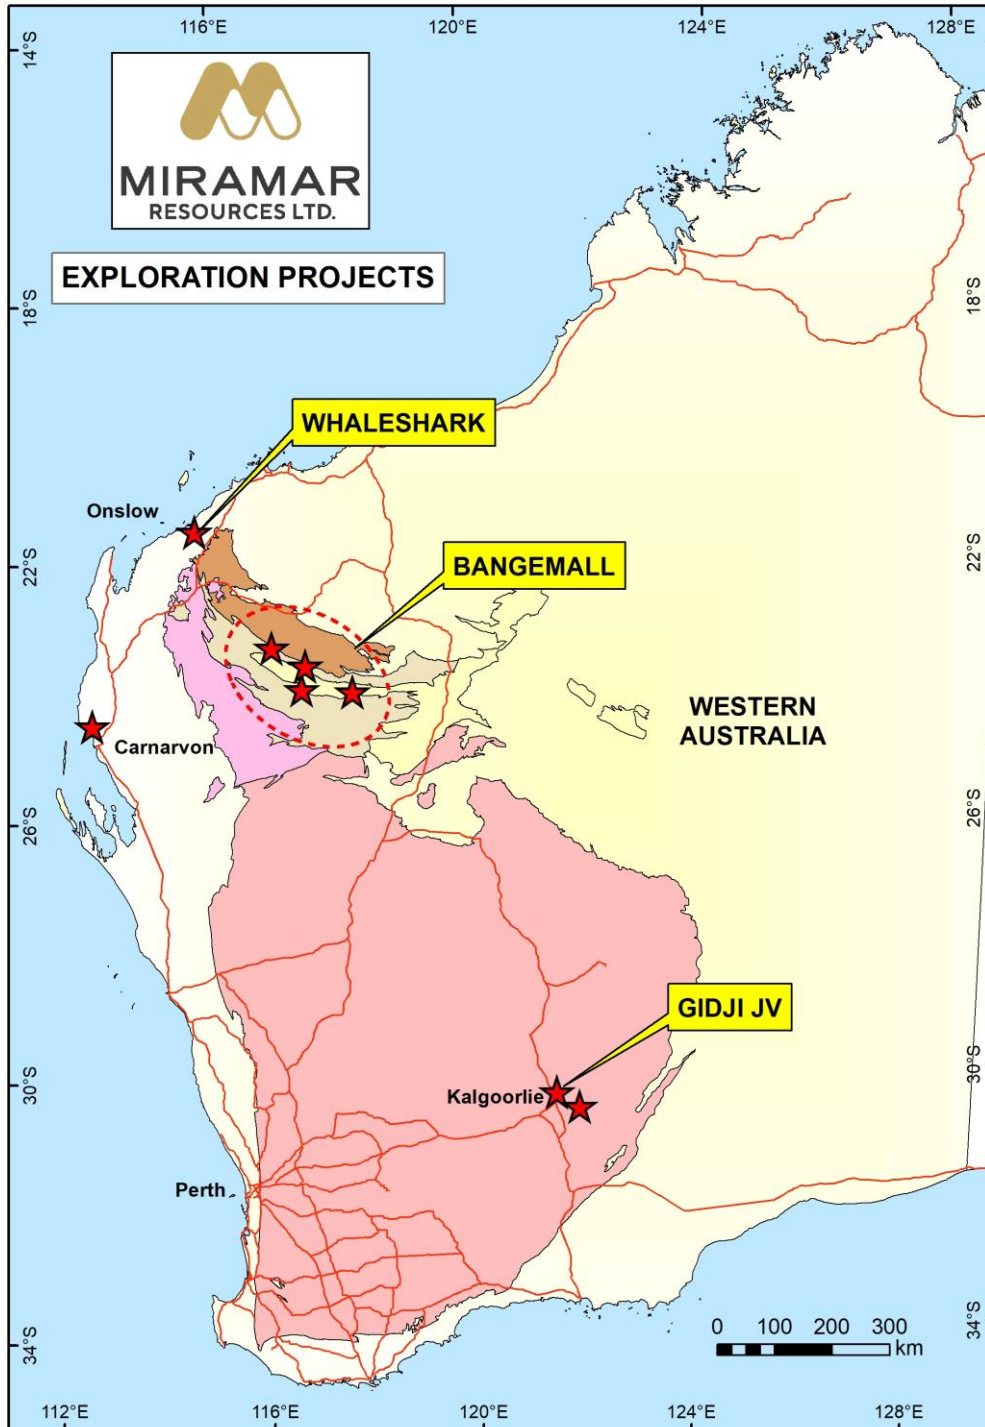 116°E 120°E 124°E 128°E
14°S
MIRAMAR
RESOURCES LTD.
EXPLORATION PROJECTS
18°S 18°S
WHALESHARK
Onslow
22°S 22°S
BANGEMALL
WESTERN
AUSTRALIA
Carnarvon
26°S 26°S
GIDJI JV
30°S 30°S
Kalgoorlie
Perth
34°S 34°S
0 100 200 300
km
112°E 116°E 120°E 124°E 128°E